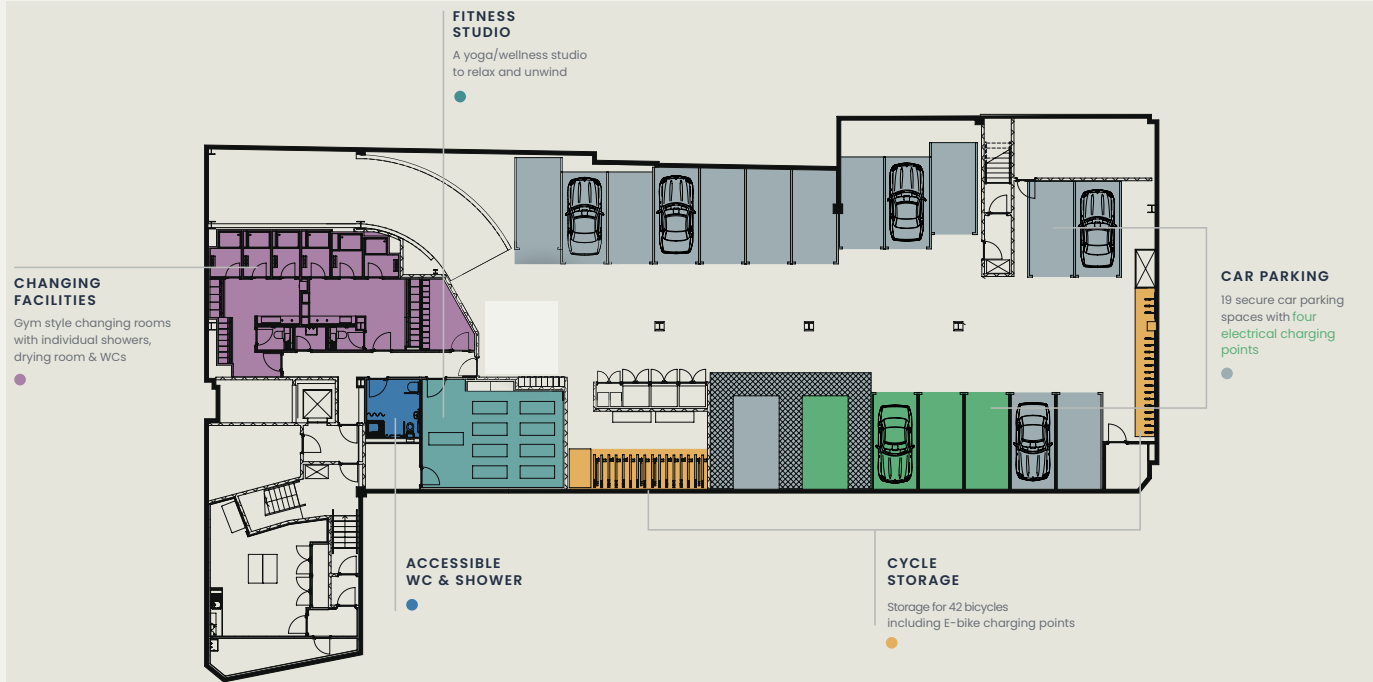 FITNESS
STUDIO
A yoga/wellness studio
to relax and unwind
CHANGING
FACILITIES
Gym style changing rooms
with individual showers,
drying room & WCs
CAR PARKING
19 secure car parking
spaces with four
electrical charging
points
ACCESSIBLE
WC & SHOWER
CYCLE
STORAGE
Storage for 42 bicycles
including E-bike charging points